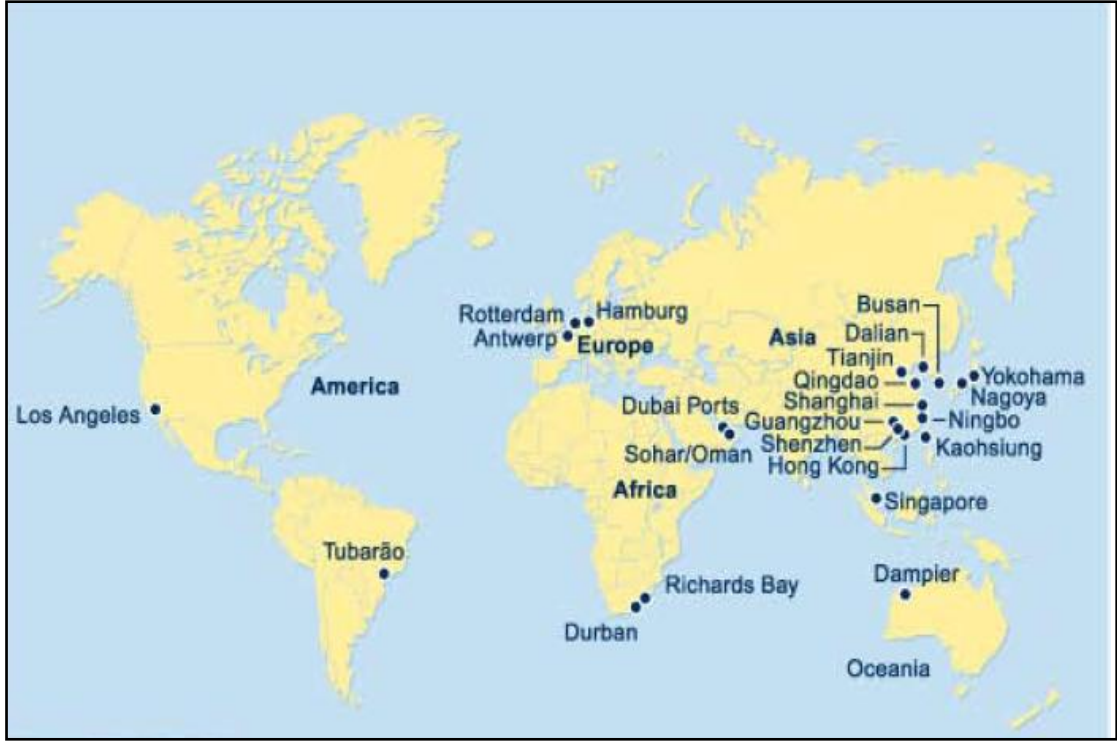 Busan
Rotterdam
Hamburg
Dalian
Antwerp
Europe
Asia
Tianjin
America
Qingdao
Yokohama
Nagoya
Los Angeles
Dubai Ports
Shanghai
Guangzhou
Ningbo
Sohar/Oman
Shenzhen
Kaohsiung
Hong Kong
Africa
Singapore
Tubarão
Dampier
Richards Bay
Durban
Oceania